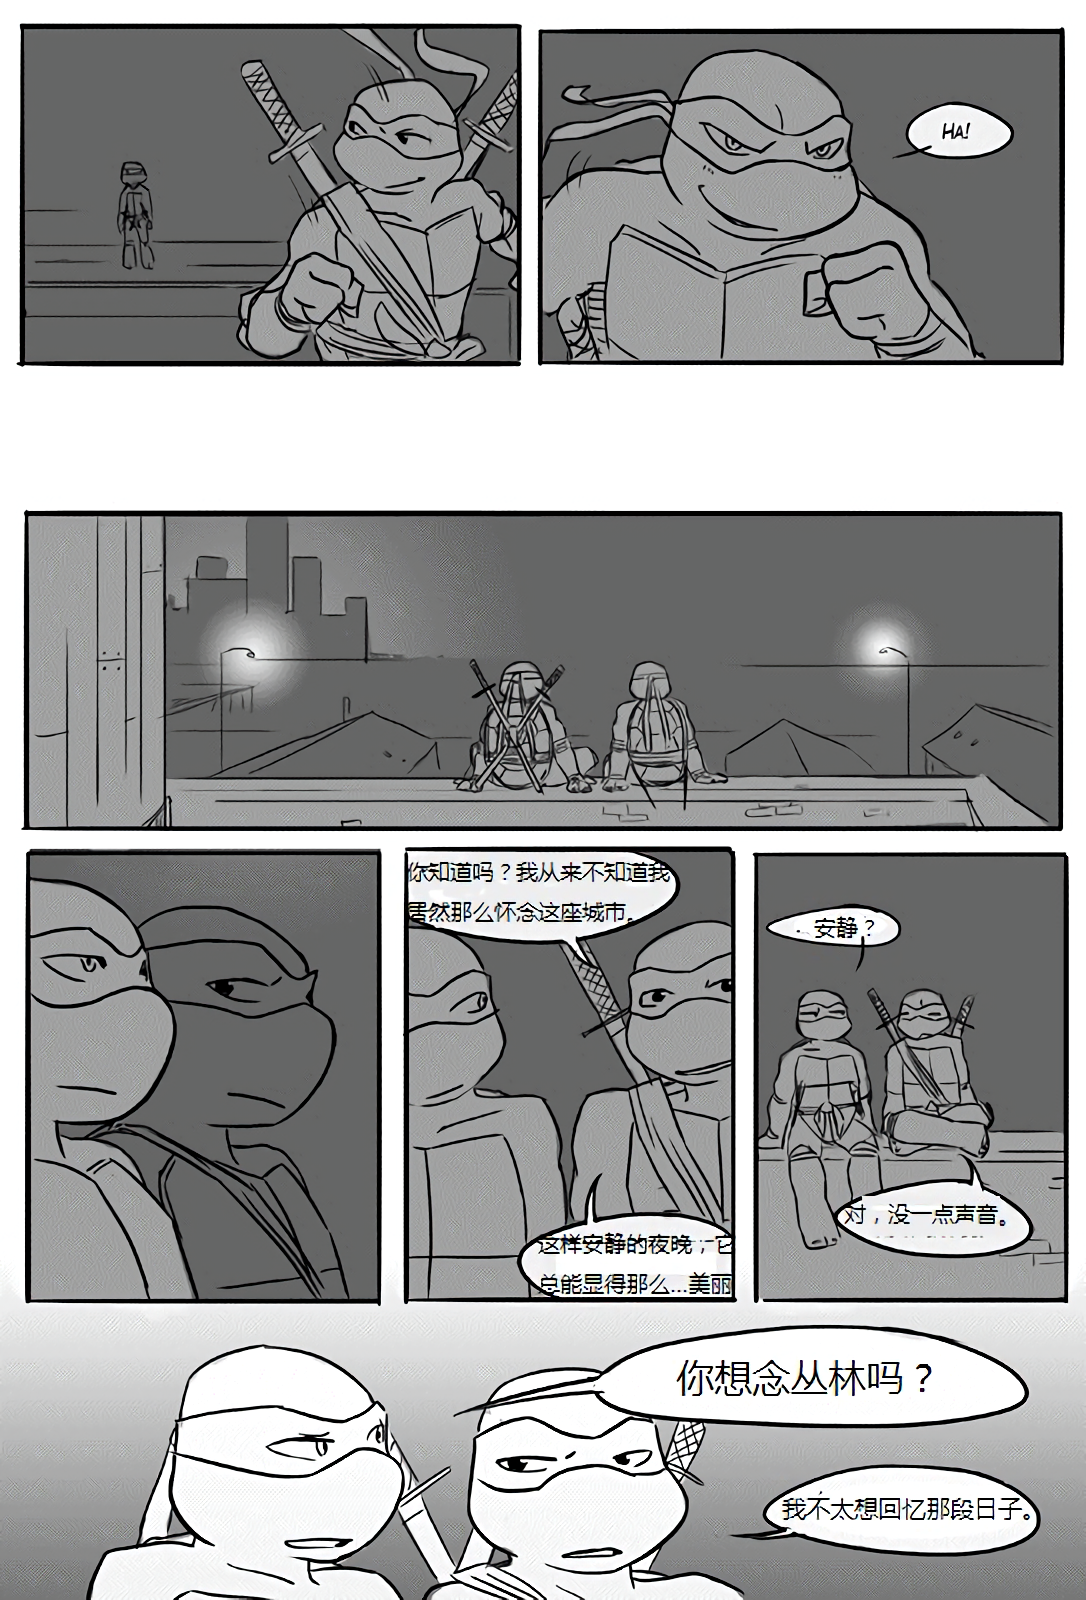 HA!
你知道吗？我从来不知道我
居然那么怀念这座城市。
这样安静的夜晚，它
总能显得那么...美丽
安静？
对，没一点声音。
你想念丛林吗？
我不太想回忆那段日子。